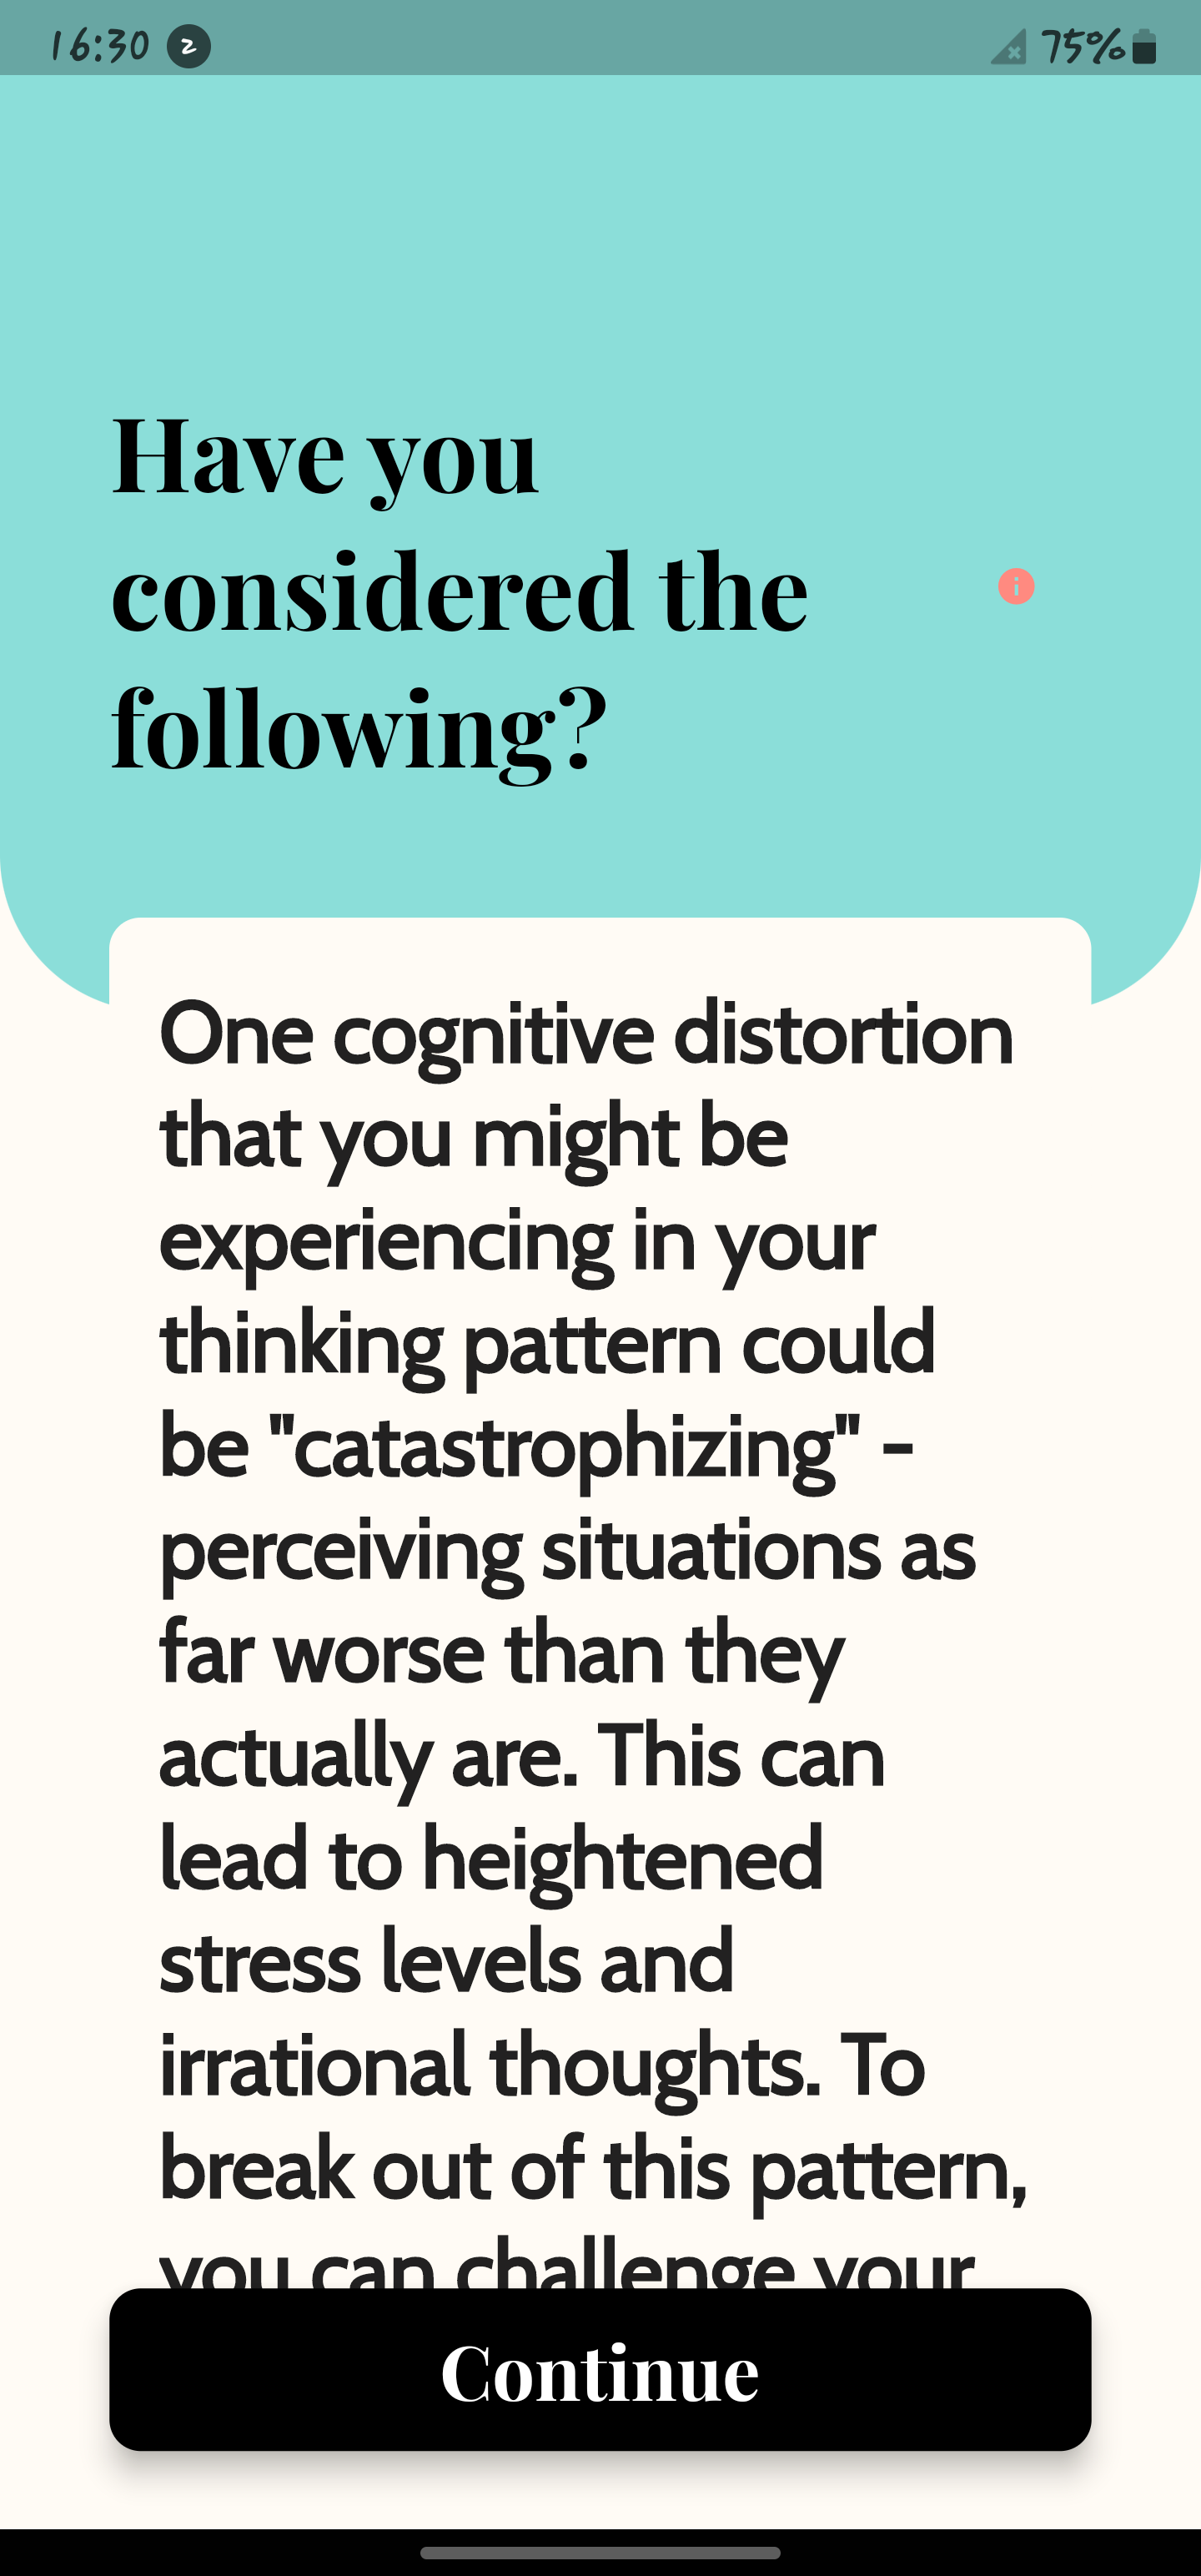 16:30 2 75%
Have you
considered the
following?
i
One cognitive distortion
that you might be
experiencing in your
thinking pattern could
be "catastrophizing" -
perceiving situations as
far worse than they
actually are. This can
lead to heightened
stress levels and
irrational thoughts. To
break out of this pattern,
you can challenge your
Continue